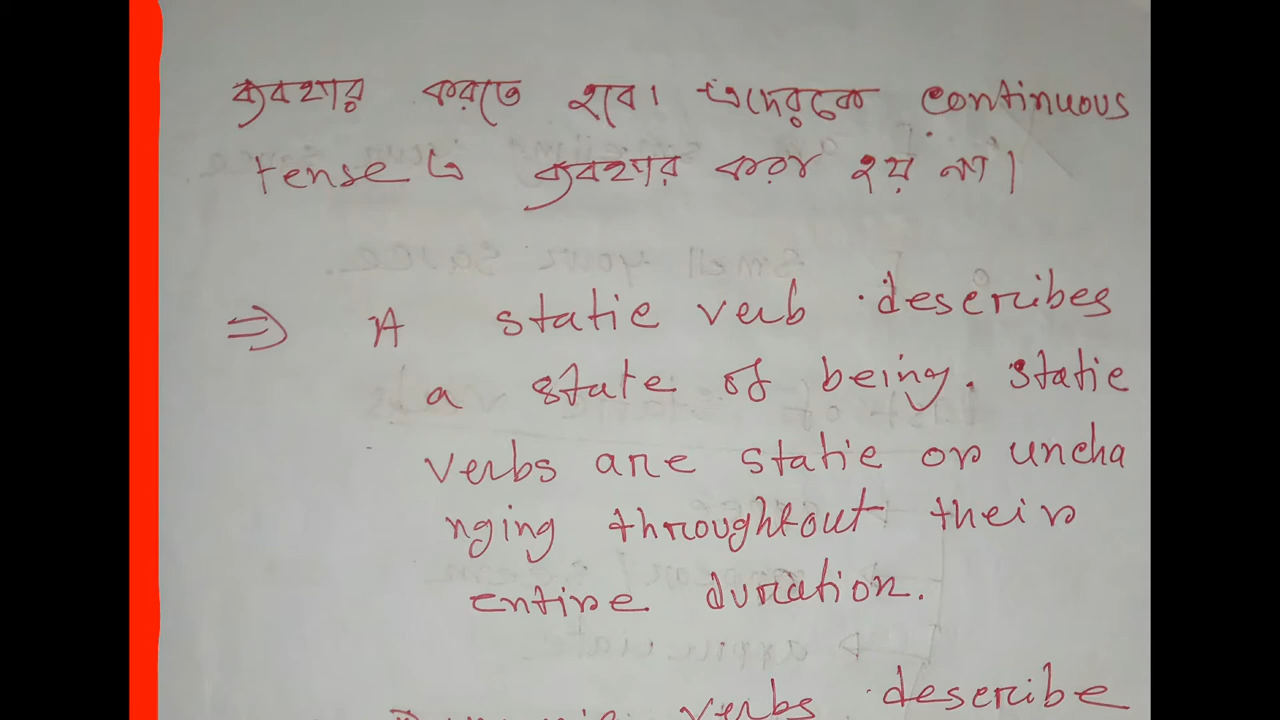 ব্যবহার করতে হবে। এদেরকে continuous
tense এ ব্যবহার করা হয় না।
⇒ A static verb describes
a state of being. static
verbs are static or uncha
nging throughtout their
entire duration.
verbs describe